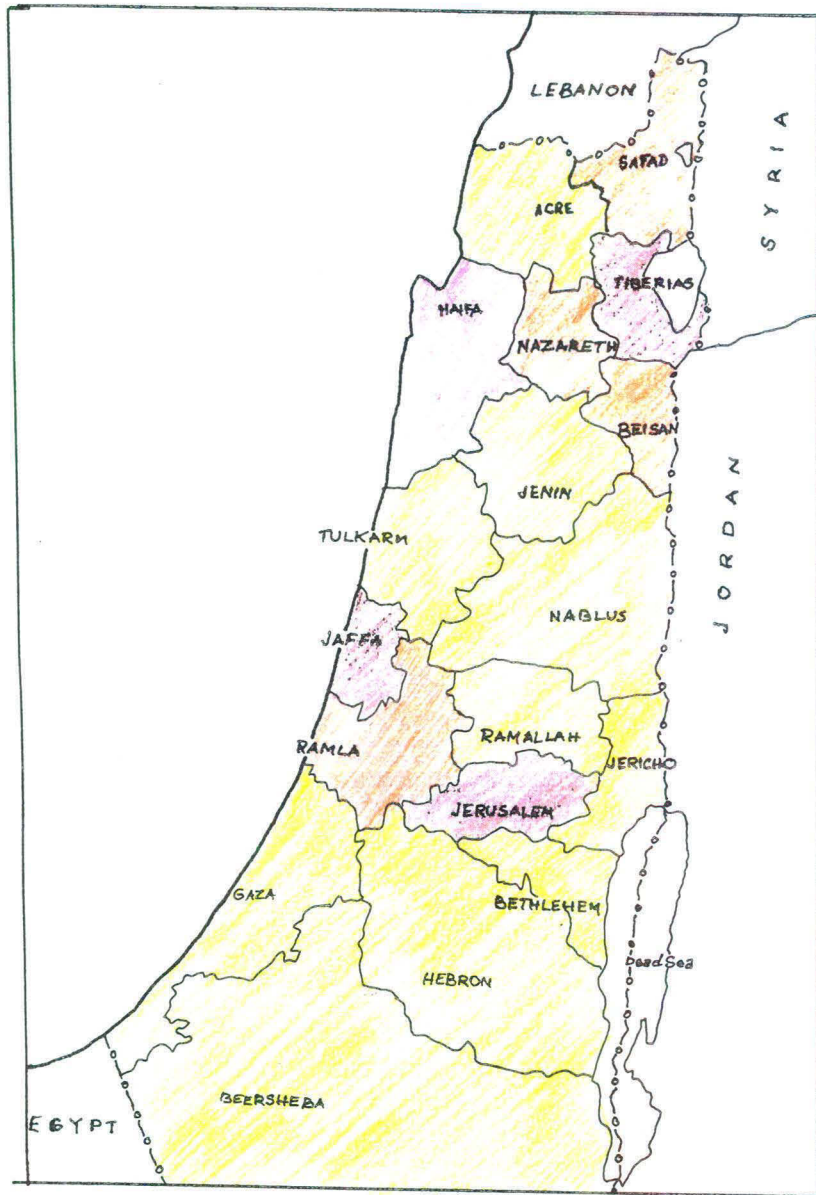 LEBANON
SYRIA
SAFAD
ACRE
TIBERIAS
HAIFA
NAZARETH
BEISAN
JENIN
JORDAN
TULKARM
NABLUS
JAFFA
RAMALLAH
RAMLA
JERICHO
JERUSALEM
GAZA
BETHLEHEM
Dead Sea
HEBRON
BEERSHEBA
EGYPT